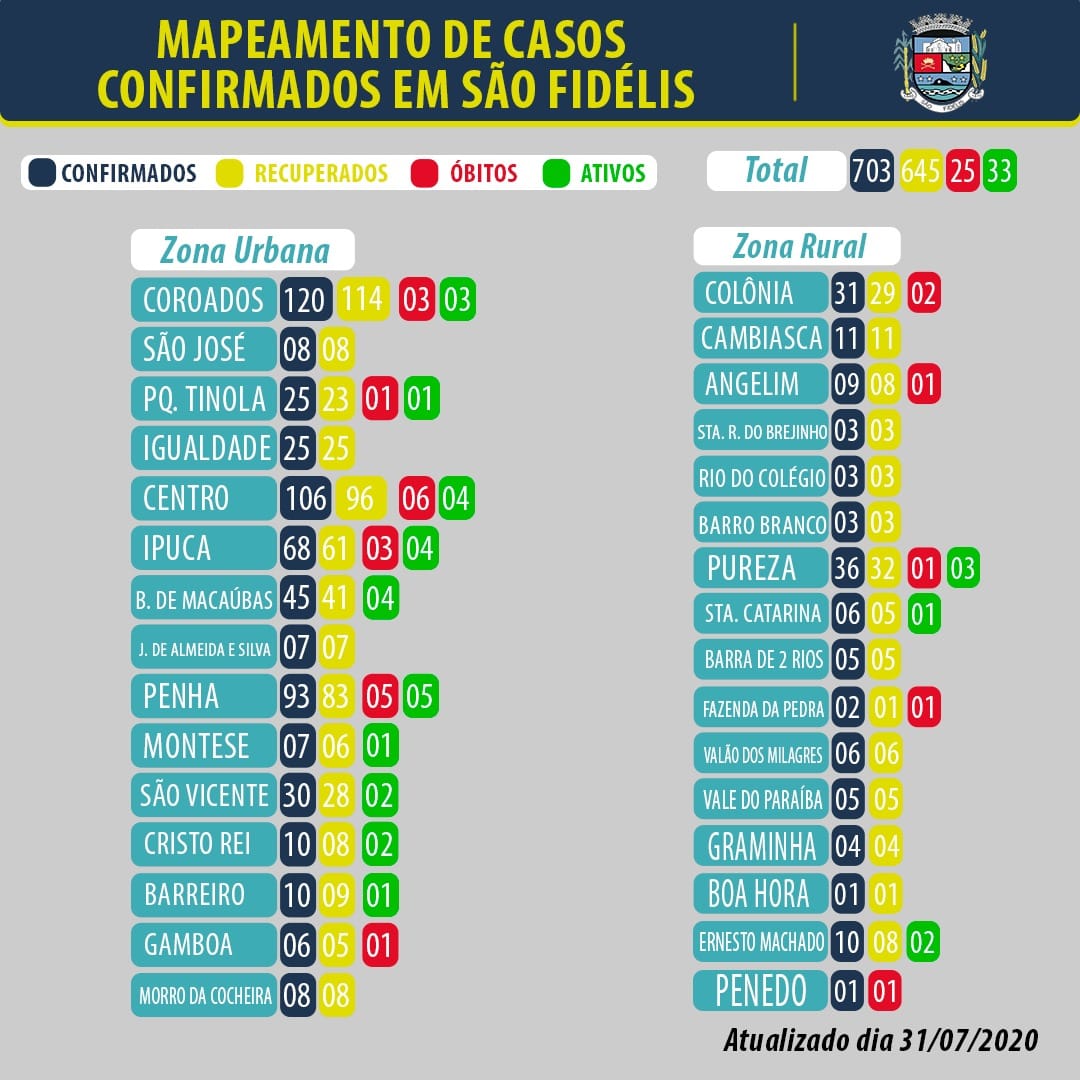 MAPEAMENTO DE CASOS
CONFIRMADOS EM SÃO FIDÉLIS
SÃO FIDÉLIS
CONFIRMADOS RECUPERADOS ÓBITOS ATIVOS
Total 703 645 25 33
Zona Urbana
COROADOS 120 114 03 03
SÃO JOSÉ 08 08
PQ. TINOLA 25 23 01 01
IGUALDADE 25 25
CENTRO 106 96 06 04
IPUCA 68 61 03 04
B. DE MACAÚBAS 45 41 04
J. DE ALMEIDA E SILVA 07 07
PENHA 93 83 05 05
MONTESE 07 06 01
SÃO VICENTE 30 28 02
CRISTO REI 10 08 02
BARREIRO 10 09 01
GAMBOA 06 05 01
MORRO DA COCHEIRA 08 08
Zona Rural
COLÔNIA 31 29 02
CAMBIASCA 11 11
ANGELIM 09 08 01
STA. R. DO BREJINHO 03 03
RIO DO COLÉGIO 03 03
BARRO BRANCO 03 03
PUREZA 36 32 01 03
STA. CATARINA 06 05 01
BARRA DE 2 RIOS 05 05
FAZENDA DA PEDRA 02 01 01
VALÃO DOS MILAGRES 06 06
VALE DO PARAÍBA 05 05
GRAMINHA 04 04
BOA HORA 01 01
ERNESTO MACHADO 10 08 02
PENEDO 01 01
Atualizado dia 31/07/2020